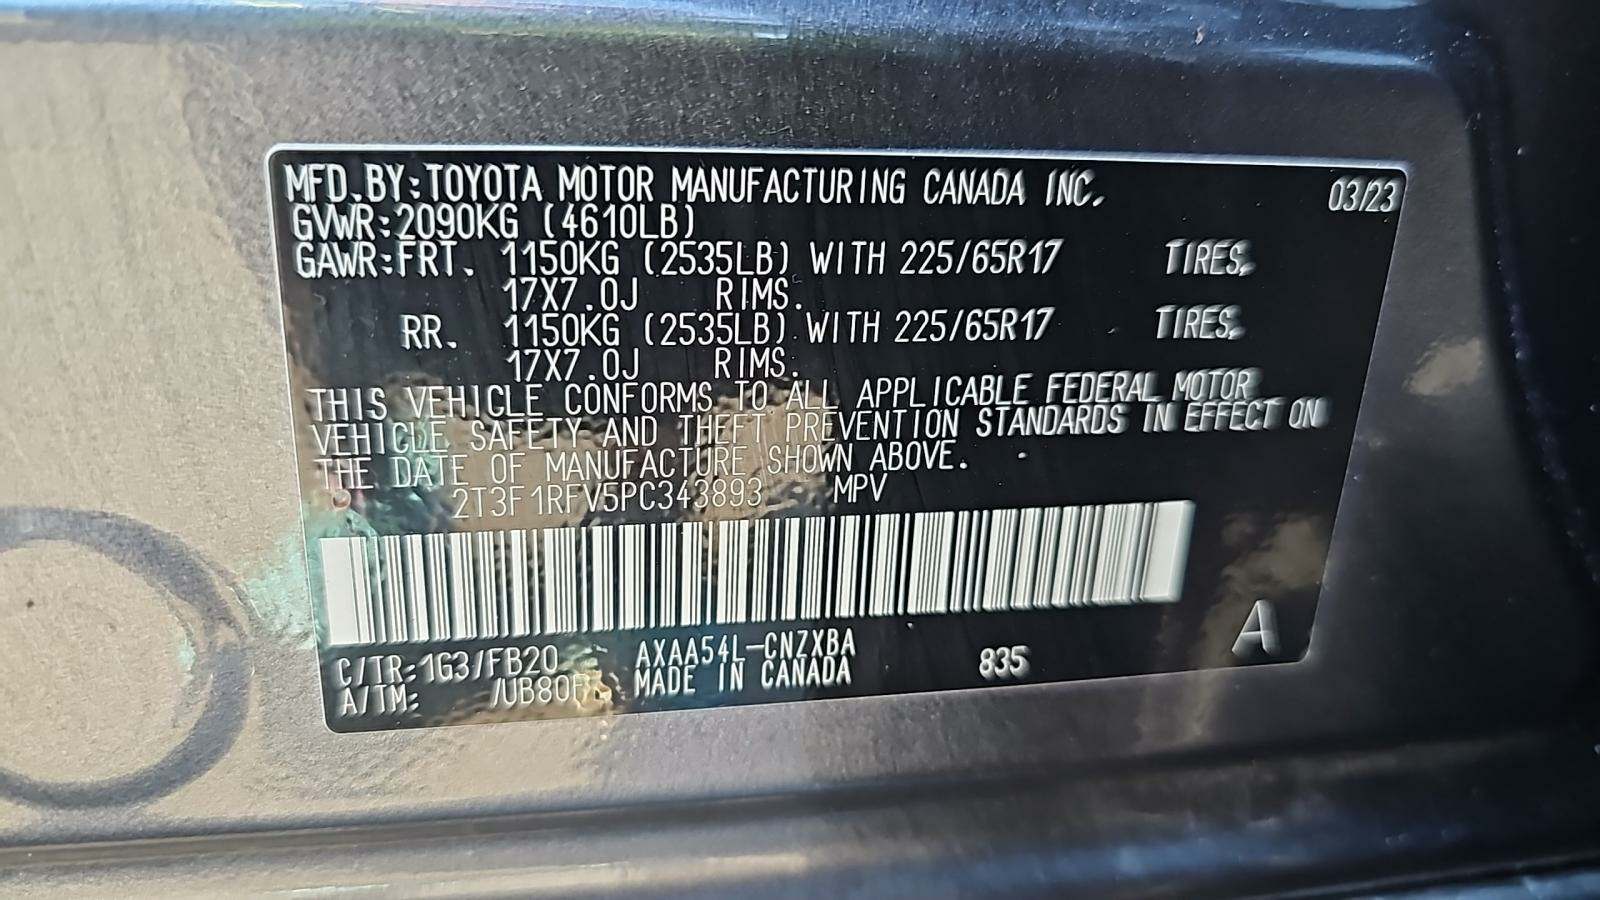 MFD.BY:TOYOTA MOTOR MANUFACTURING CANADA INC. 03/23
GVWR:2090KG (4610LB)
GAWR:FRT. 1150KG (2535LB) WITH 225/65R17 TIRES,
17X7.0J RIMS.
RR. 1150KG (2535LB) WITH 225/65R17 TIRES,
17X7.0J RIMS.
THIS VEHICLE CONFORMS TO ALL APPLICABLE FEDERAL MOTOR
VEHICLE SAFETY AND THEFT PREVENTION STANDARDS IN EFFECT ON
THE DATE OF MANUFACTURE SHOWN ABOVE.
2T3F1RFV5PC343893 MPV
C/TR:1G3/FB20 AXAA54L-CNZXBA 835 A
A/TM: /UB80F MADE IN CANADA